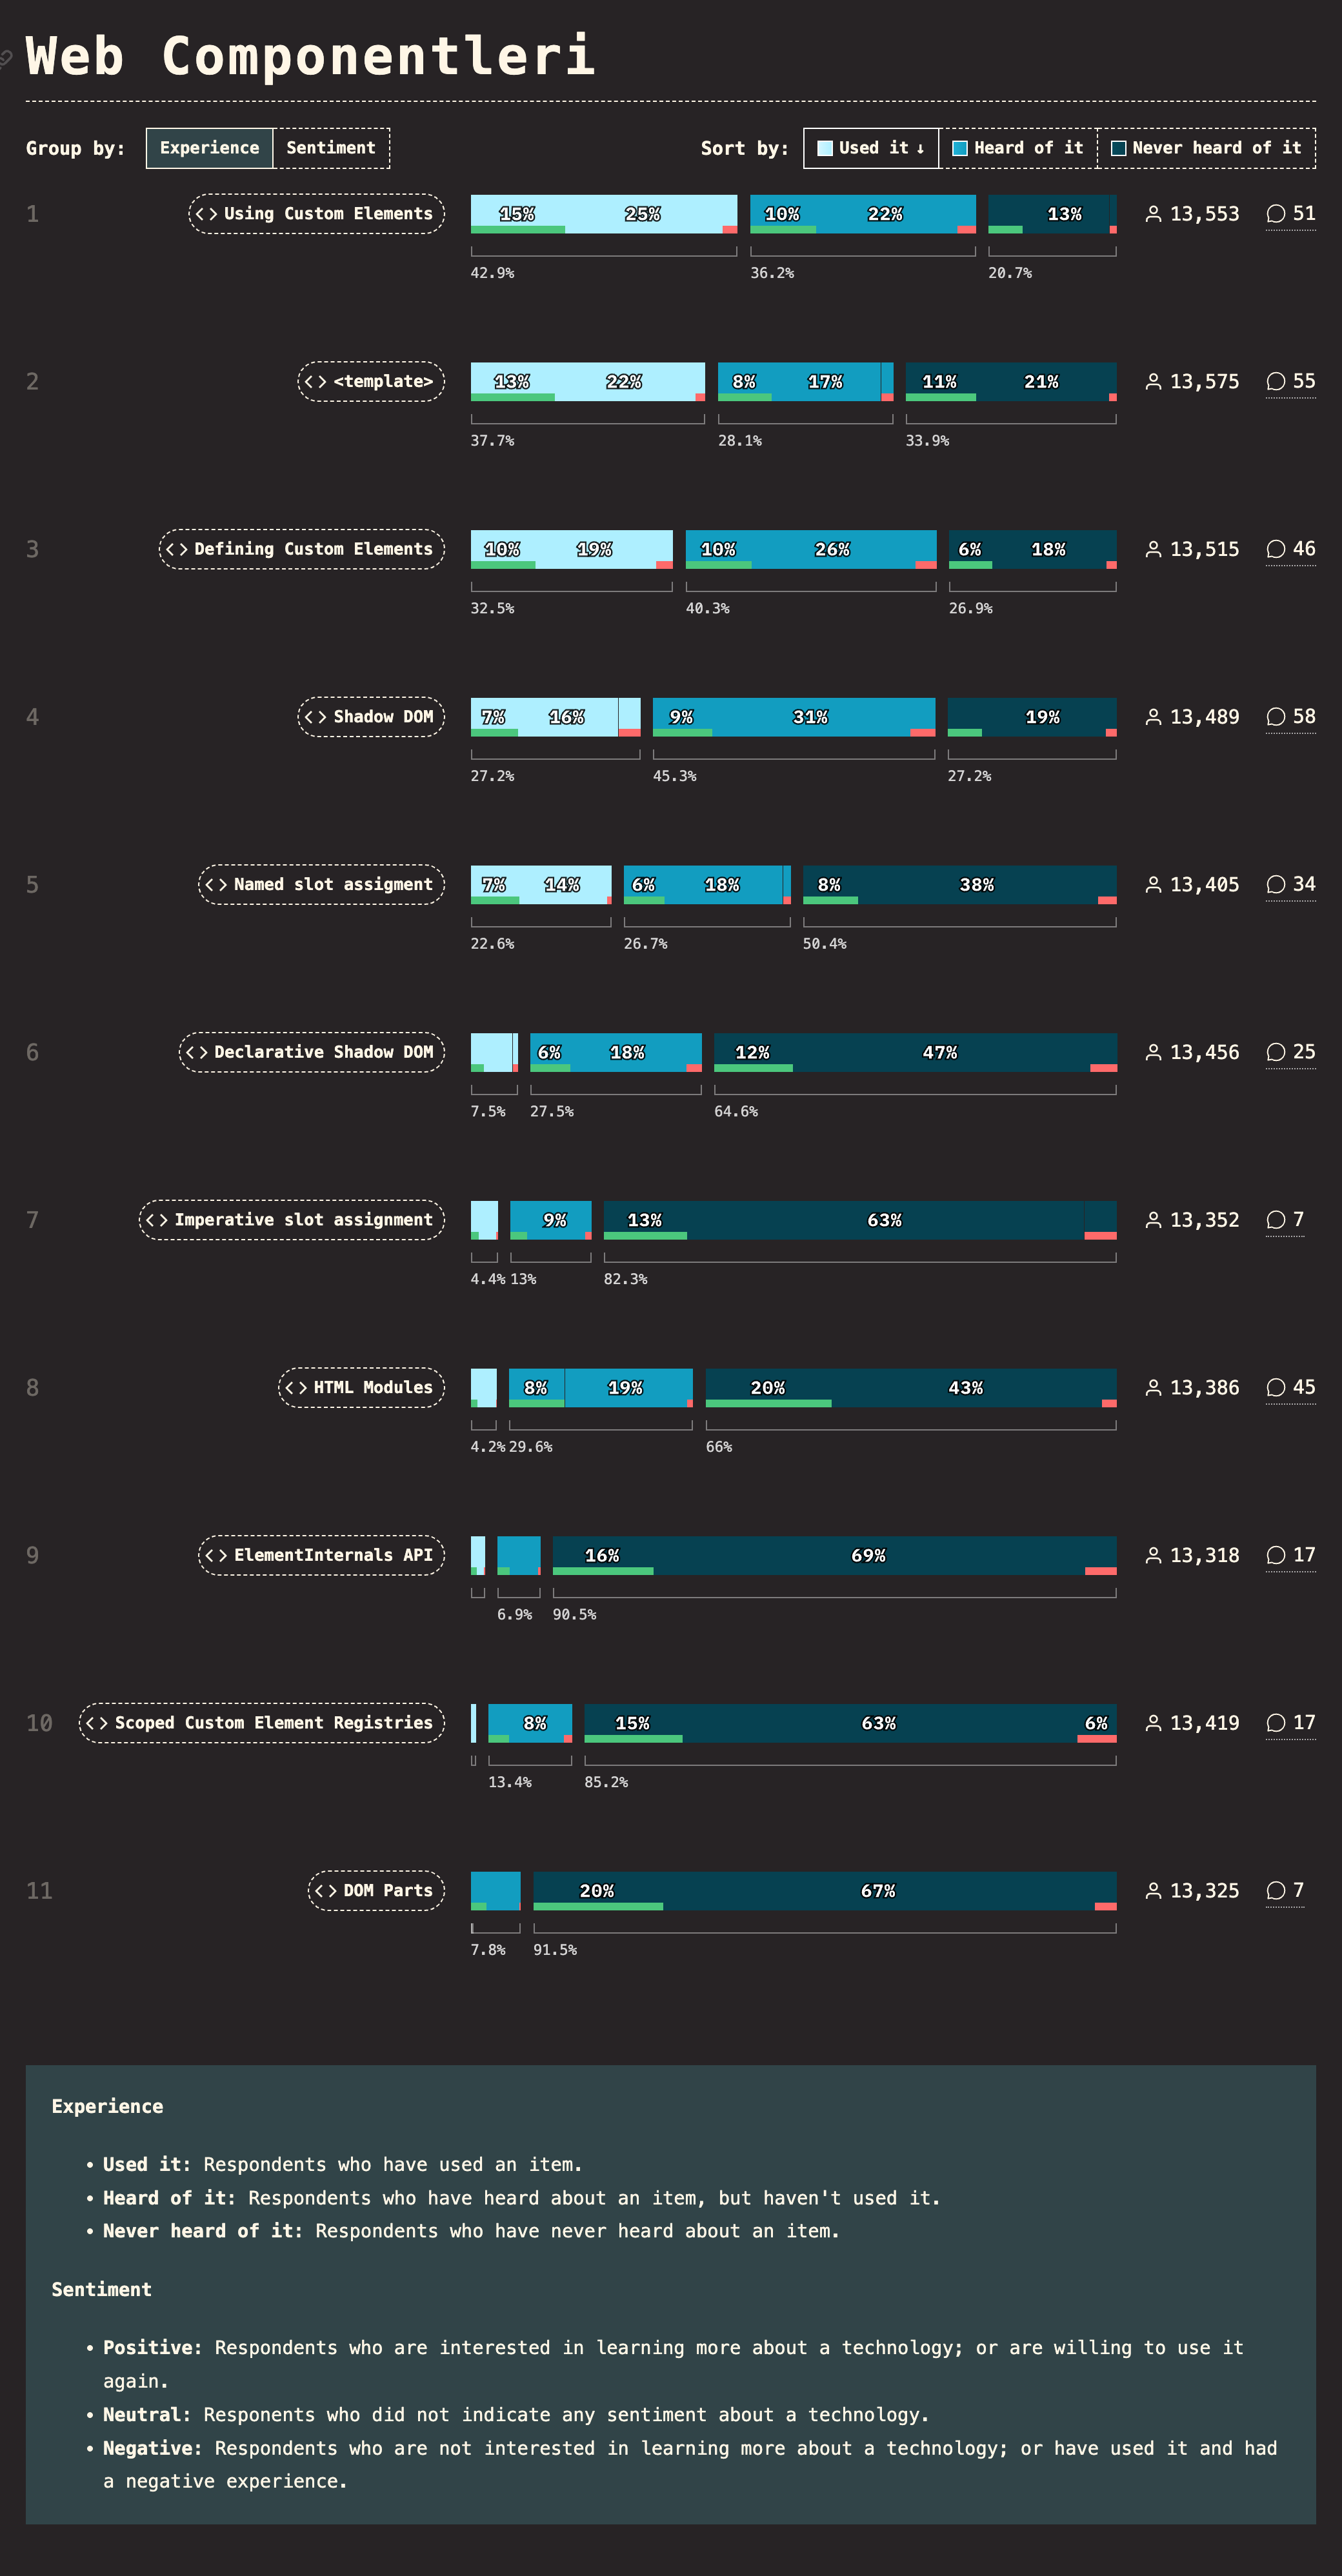 Web Componentleri
Group by: Experience Sentiment Sort by: Used it ↓ Heard of it Never heard of it
1 <> Using Custom Elements 15% 25% 10% 22% 13% 13,553 51
42.9% 36.2% 20.7%
2 <> <template> 13% 22% 8% 17% 11% 21% 13,575 55
37.7% 28.1% 33.9%
3 <> Defining Custom Elements 10% 19% 10% 26% 6% 18% 13,515 46
32.5% 40.3% 26.9%
4 <> Shadow DOM 7% 16% 9% 31% 19% 13,489 58
27.2% 45.3% 27.2%
5 <> Named slot assigment 7% 14% 6% 18% 8% 38% 13,405 34
22.6% 26.7% 50.4%
6 <> Declarative Shadow DOM 6% 18% 12% 47% 13,456 25
7.5% 27.5% 64.6%
7 <> Imperative slot assignment 9% 13% 63% 13,352 7
4.4% 13% 82.3%
8 <> HTML Modules 8% 19% 20% 43% 13,386 45
4.2% 29.6% 66%
9 <> ElementInternals API 16% 69% 13,318 17
6.9% 90.5%
10 <> Scoped Custom Element Registries 8% 15% 63% 6% 13,419 17
13.4% 85.2%
11 <> DOM Parts 20% 67% 13,325 7
7.8% 91.5%
Experience
• Used it: Respondents who have used an item.
• Heard of it: Respondents who have heard about an item, but haven't used it.
• Never heard of it: Respondents who have never heard about an item.
Sentiment
• Positive: Respondents who are interested in learning more about a technology; or are willing to use it
again.
• Neutral: Responents who did not indicate any sentiment about a technology.
• Negative: Respondents who are not interested in learning more about a technology; or have used it and had
a negative experience.